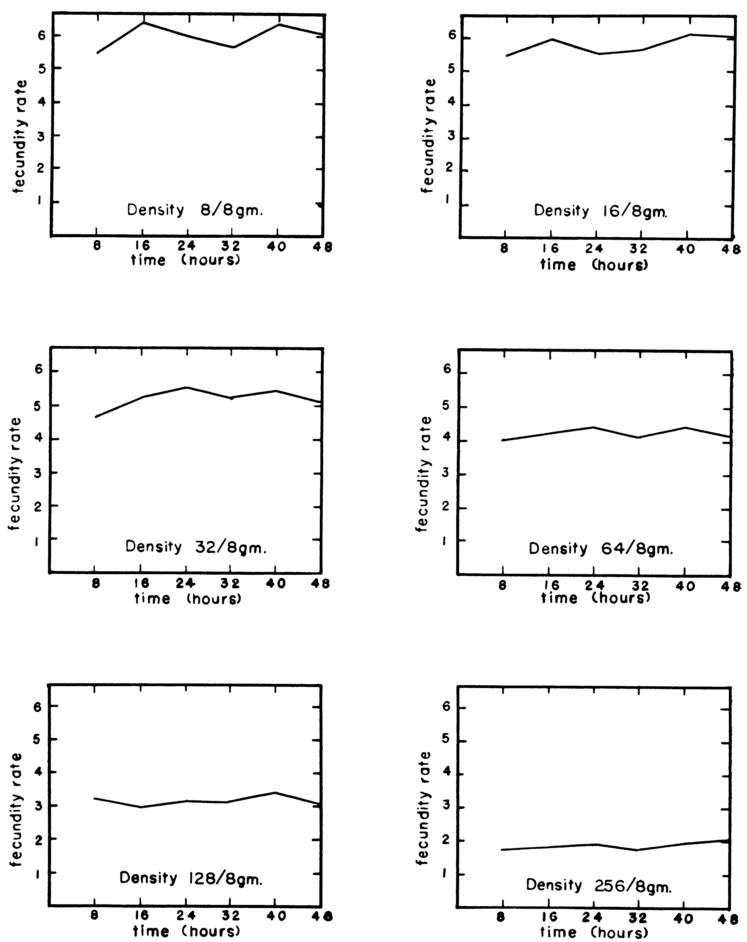 fecundity rate
6
5
4
3
2
1
Density 8/8gm.
8 16 24 32 40 48
time (hours)
fecundity rate
6
5
4
3
2
1
Density 16/8gm.
8 16 24 32 40 48
time (hours)
fecundity rate
6
5
4
3
2
1
Density 32/8gm.
8 16 24 32 40 48
time (hours)
fecundity rate
6
5
4
3
2
1
Density 64/8gm.
8 16 24 32 40 48
time (hours)
fecundity rate
6
5
4
3
2
1
Density 128/8gm.
8 16 24 32 40 48
time (hours)
fecundity rate
6
5
4
3
2
1
Density 256/8gm.
8 16 24 32 40 48
time (hours)